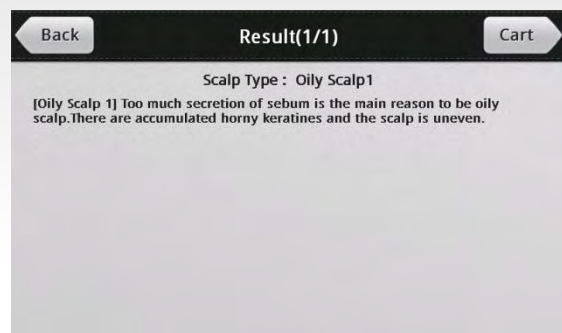 Back
Result(1/1)
Cart
Scalp Type : Oily Scalp1
[Oily Scalp 1] Too much secretion of sebum is the main reason to be oily
scalp.There are accumulated horny keratines and the scalp is uneven.